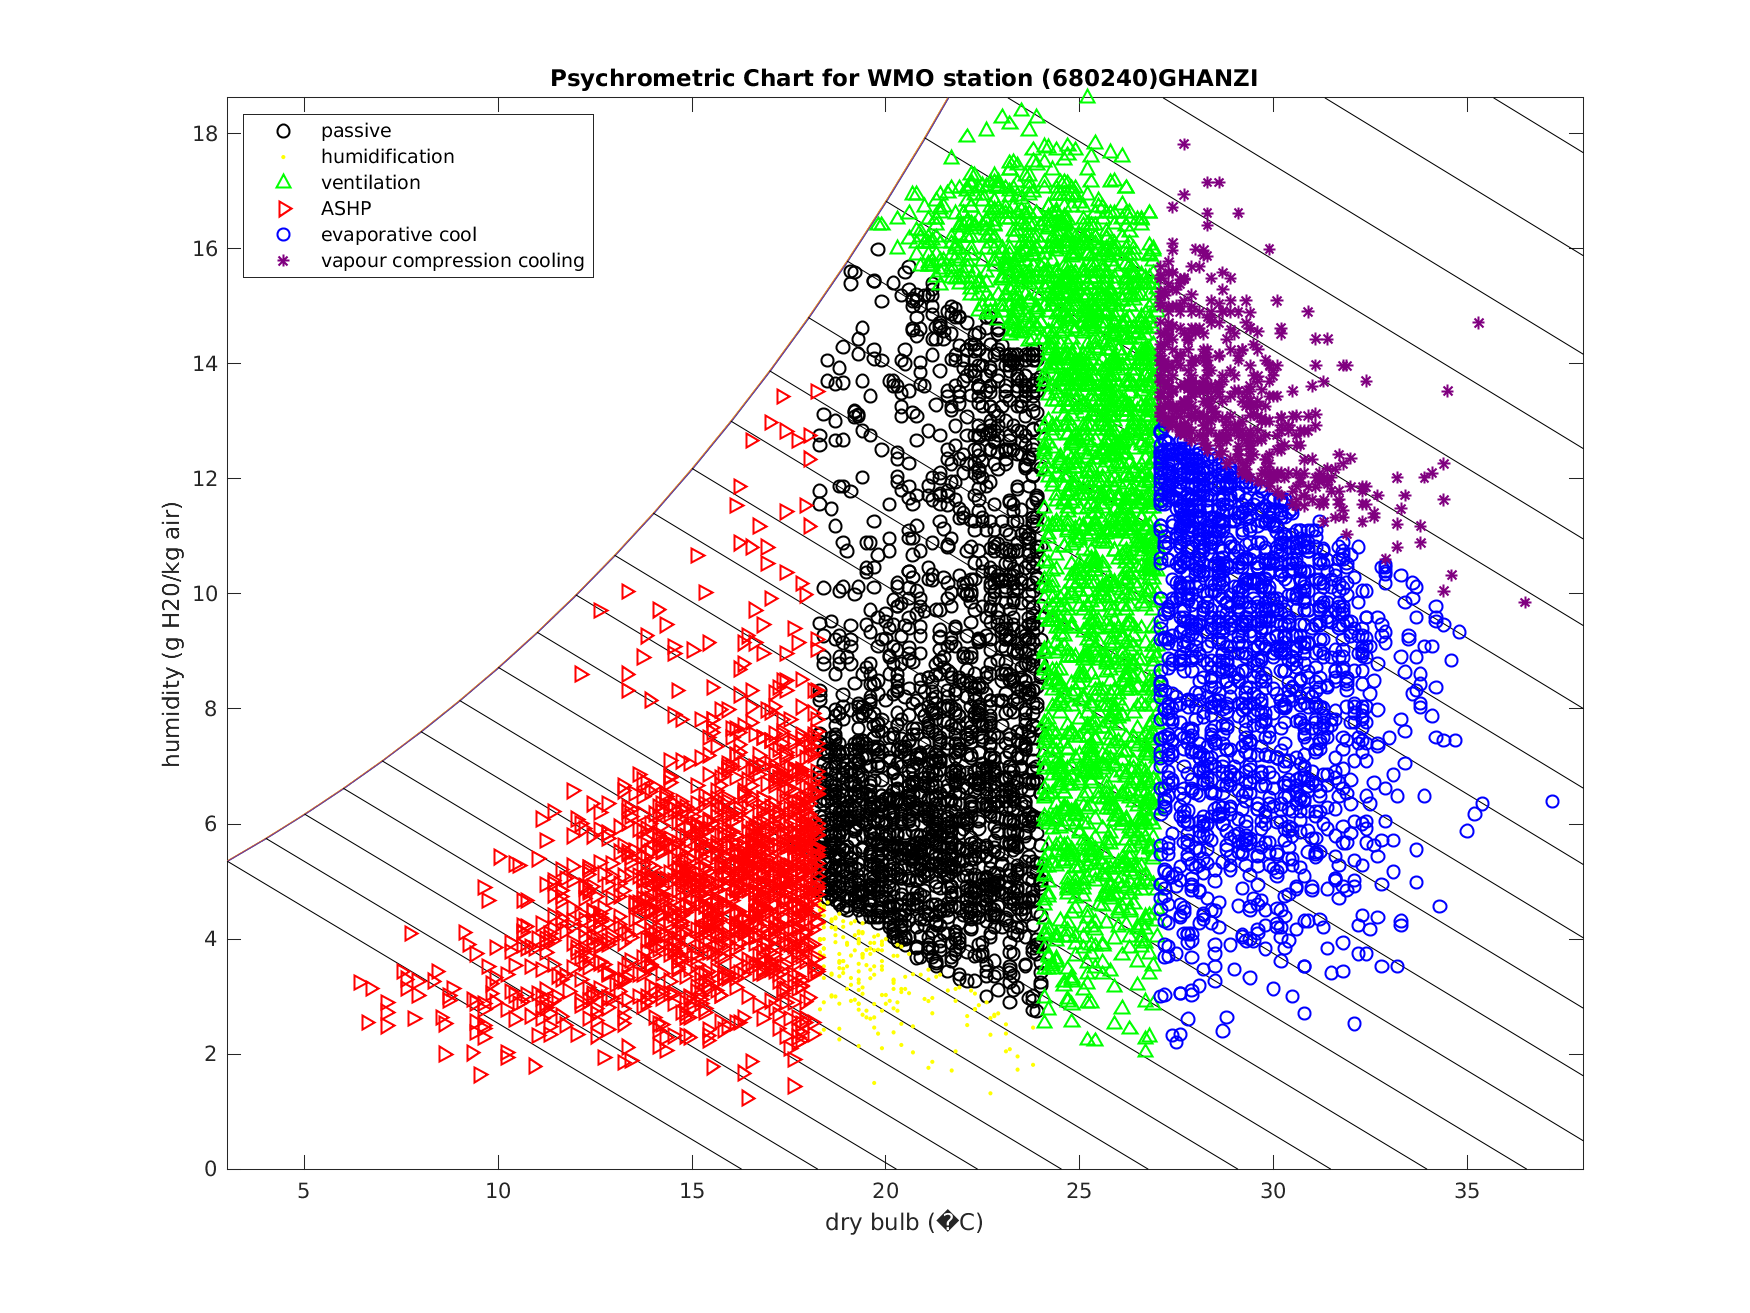 Psychrometric Chart for WMO station (680240)GHANZI
passive
humidification
ventilation
ASHP
evaporative cool
vapour compression cooling
humidity (g H20/kg air)
18
16
14
12
10
8
6
4
2
0
5 10 15 20 25 30 35
dry bulb (�C)